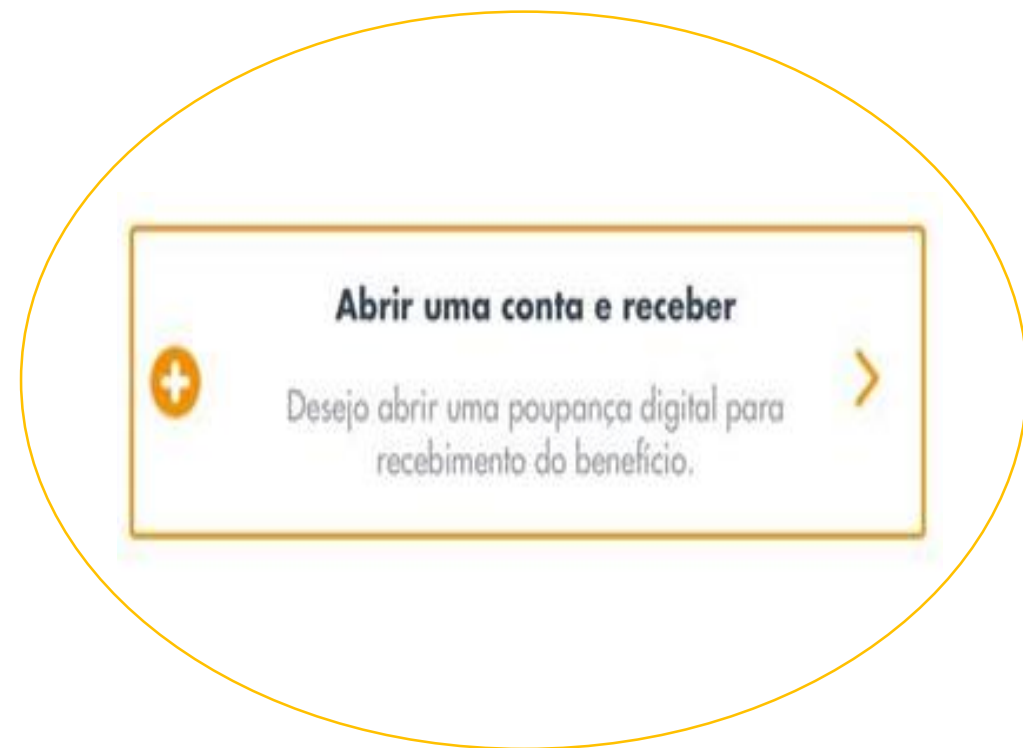 Abrir uma conta e receber
Desejo abrir uma poupança digital para
recebimento do benefício.